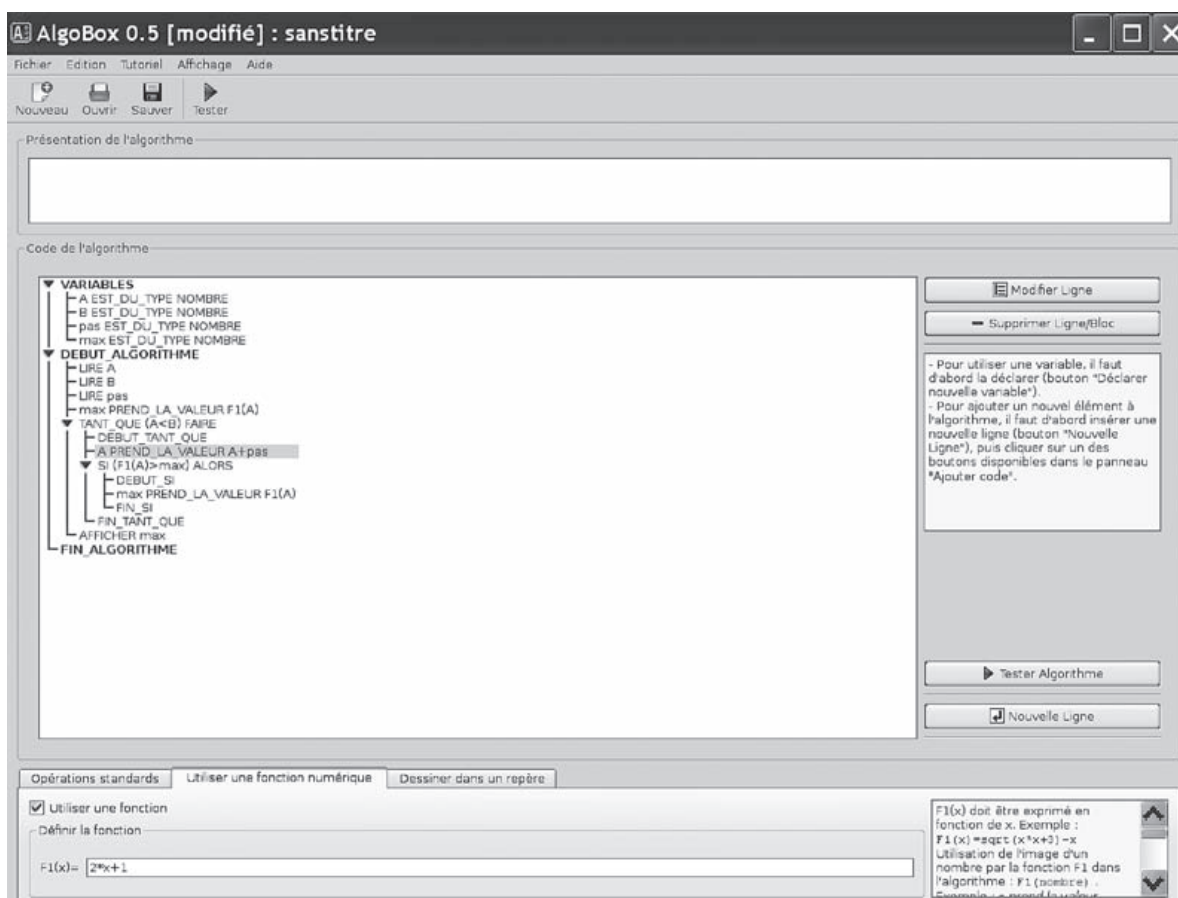 AlgoBox 0.5 [modifié] : sanstitre
Fichier Edition Tutoriel Affichage Aide
Nouveau Ouvrir Sauver Tester
Présentation de l'algorithme
Code de l'algorithme
VARIABLES
A EST_DU_TYPE NOMBRE
B EST_DU_TYPE NOMBRE
pas EST_DU_TYPE NOMBRE
max EST_DU_TYPE NOMBRE
DEBUT_ALGORITHME
LIRE A
LIRE B
LIRE pas
max PREND_LA_VALEUR F1(A)
TANT_QUE (A<B) FAIRE
DEBUT_TANT_QUE
A PREND_LA_VALEUR A+pas
SI (F1(A)>max) ALORS
DEBUT_SI
max PREND_LA_VALEUR F1(A)
FIN_SI
FIN_TANT_QUE
AFFICHER max
FIN_ALGORITHME
Modifier Ligne
Supprimer Ligne/Bloc
- Pour utiliser une variable, il faut
d'abord la déclarer (bouton "Déclarer
nouvelle variable").
- Pour ajouter un nouvel élément à
l'algorithme, il faut d'abord insérer une
nouvelle ligne (bouton "Nouvelle
Ligne"), puis cliquer sur un des
boutons disponibles dans le panneau
"Ajouter code".
Tester Algorithme
Nouvelle Ligne
Opérations standards Utiliser une fonction numérique Dessiner dans un repère
Utiliser une fonction
Définir la fonction
F1(x)= 2*x+1
F1(x) doit être exprimé en
fonction de x. Exemple :
F1(x)=sqrt(x*x+3)-x
Utilisation de l'image d'un
nombre par la fonction F1 dans
l'algorithme : F1(nombre) .